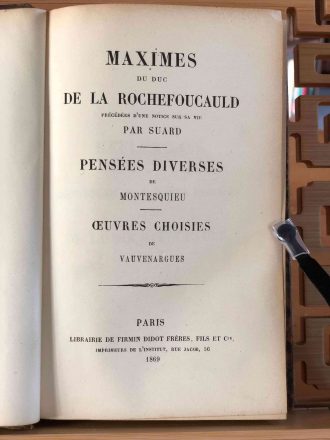 MAXIMES
DU DUC
DE LA ROCHEFOUCAULD
PRÉCÉDÉES D'UNE NOTICE SUR SA VIE
PAR SUARD
PENSÉES DIVERSES
DE
MONTESQUIEU
ŒUVRES CHOISIES
DE
VAUVENARGUES
PARIS
LIBRAIRIE DE FIRMIN DIDOT FRÈRES, FILS ET Cie,
IMPRIMEURS DE L'INSTITUT, RUE JACOB, 56
1869